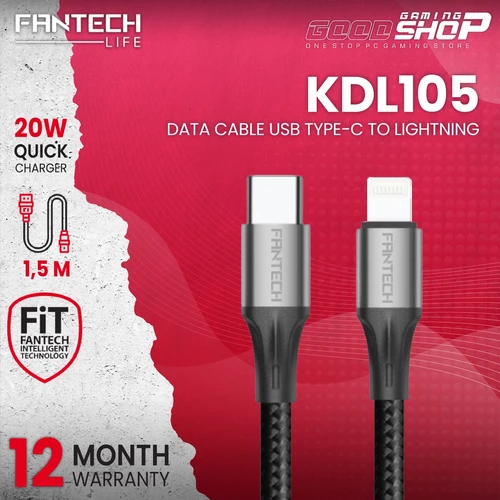 FANTECH
LIFE
GOOD GAMING SHOP
ONE STOP PC GAMING STORE
KDL105
DATA CABLE USB TYPE-C TO LIGHTNING
20W
QUICK
CHARGER
1,5 M
FiT
FANTECH
INTELLIGENT
TECHNOLOGY
FANTECH
FANTECH
12 MONTH
WARRANTY